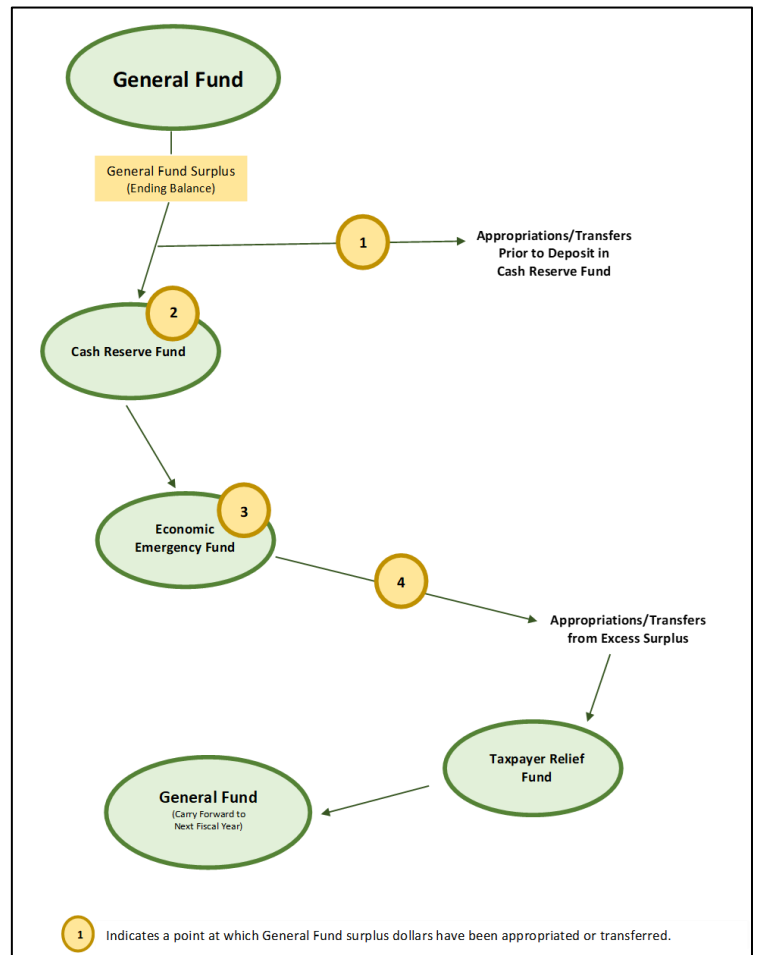 General Fund
General Fund Surplus
(Ending Balance)
1
Appropriations/Transfers
Prior to Deposit in
Cash Reserve Fund
2
Cash Reserve Fund
3
Economic
Emergency Fund
4
Appropriations/Transfers
from Excess Surplus
Taxpayer Relief
Fund
General Fund
(Carry Forward to
Next Fiscal Year)
1 Indicates a point at which General Fund surplus dollars have been appropriated or transferred.